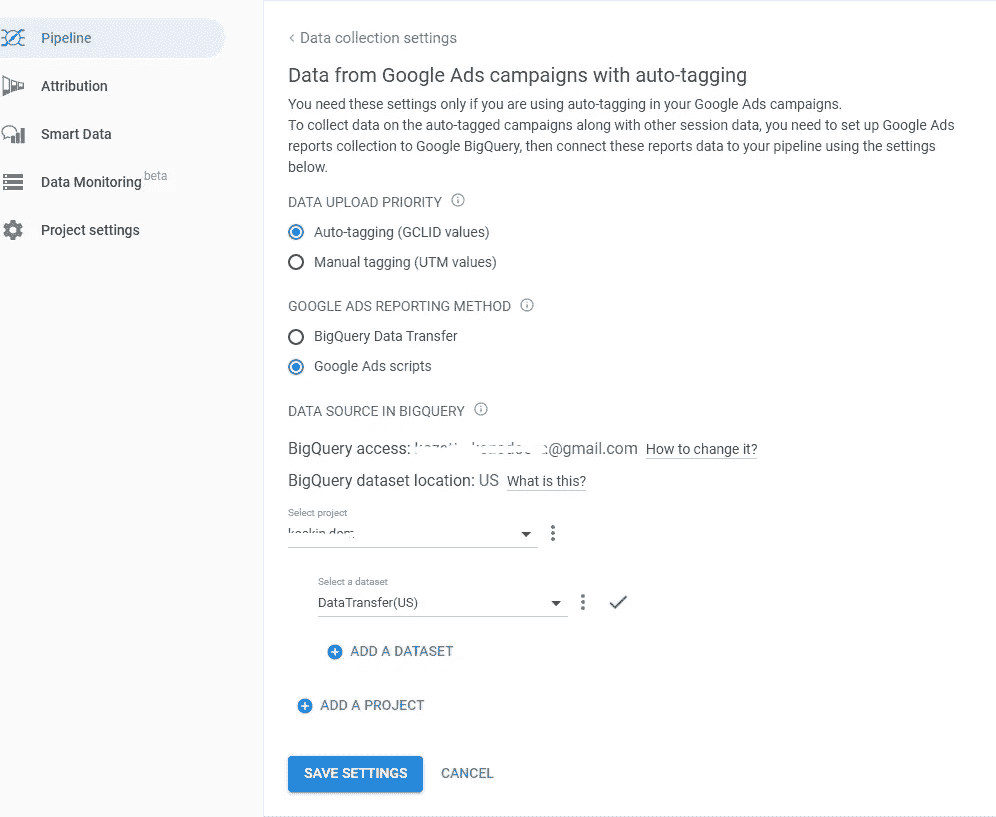 Pipeline
Attribution
Smart Data
Data Monitoring beta
Project settings
‹ Data collection settings
Data from Google Ads campaigns with auto-tagging
You need these settings only if you are using auto-tagging in your Google Ads campaigns.
To collect data on the auto-tagged campaigns along with other session data, you need to set up Google Ads
reports collection to Google BigQuery, then connect these reports data to your pipeline using the settings
below.
DATA UPLOAD PRIORITY
Auto-tagging (GCLID values)
Manual tagging (UTM values)
GOOGLE ADS REPORTING METHOD
BigQuery Data Transfer
Google Ads scripts
DATA SOURCE IN BIGQUERY
BigQuery access: @gmail.com How to change it?
BigQuery dataset location: US What is this?
Select project
Select a dataset
DataTransfer(US)
ADD A DATASET
ADD A PROJECT
SAVE SETTINGS CANCEL